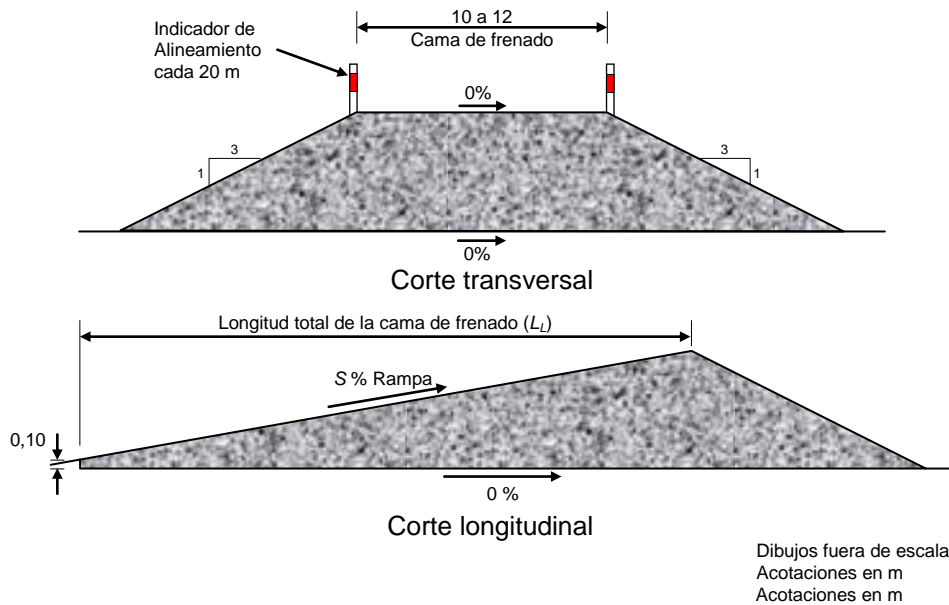 Indicador de
Alineamiento
cada 20 m
10 a 12
Cama de frenado
0%
3
1
3
1
0%
Corte transversal
Longitud total de la cama de frenado (LL)
S % Rampa
0,10
0 %
Corte longitudinal
Dibujos fuera de escala
Acotaciones en m
Acotaciones en m